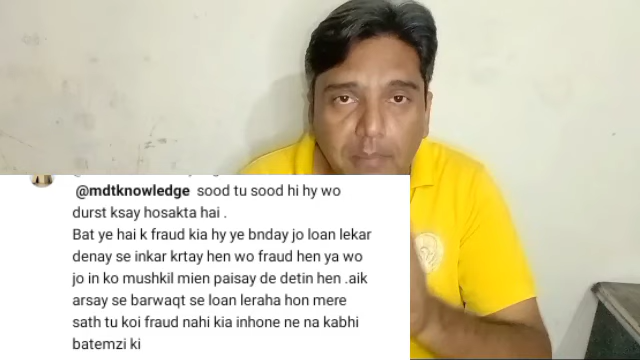 @mdtknowledge sood tu sood hi hy wo
durst ksay hosakta hai .
Bat ye hai k fraud kia hy ye bnday jo loan lekar
denay se inkar krtay hen wo fraud hen ya wo
jo in ko mushkil mien paisay de detin hen .aik
arsay se barwaqt se loan leraha hon mere
sath tu koi fraud nahi kia inhone ne na kabhi
batemzi ki